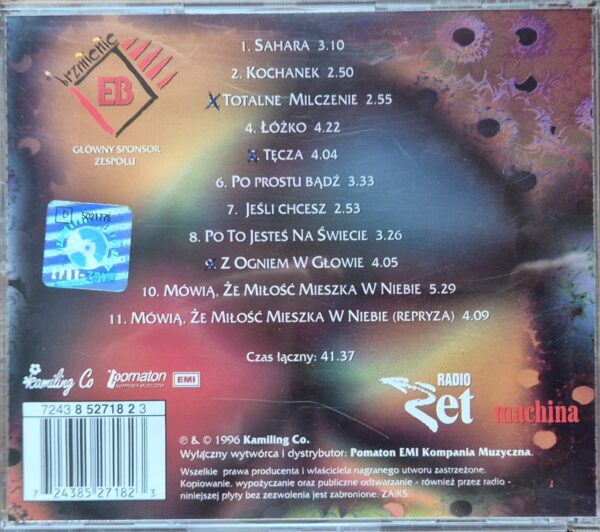 brzmienie
EB
GŁÓWNY SPONSOR
ZESPOŁU
1. SAHARA 3.10
2. KOCHANEK 2.50
TOTALNE MILCZENIE 2.55
4. ŁÓŻKO 4.22
5. TĘCZA 4.04
6. PO PROSTU BĄDŹ 3.33
7. JEŚLI CHCESZ 2.53
8. PO TO JESTEŚ NA ŚWIECIE 3.26
9. Z OGNIEM W GŁOWIE 4.05
10. MÓWIĄ, ŻE MIŁOŚĆ MIESZKA W NIEBIE 5.29
11. MÓWIĄ, ŻE MIŁOŚĆ MIESZKA W NIEBIE (REPRYZA) 4.09
CZAS ŁĄCZNY: 41.37
5021775
kamiling Co
pomaton
KOMPANIA MUZYCZNA
EMI
RADIO
Zet
machina
7243 8 52718 2 3
7 24385 27182 3
℗ & © 1996 Kamiling Co.
Wyłączny wytwórca i dystrybutor: Pomaton EMI Kompania Muzyczna.
Wszelkie prawa producenta i właściciela nagranego utworu zastrzeżone.
Kopiowanie, wypożyczanie oraz publiczne odtwarzanie - również przez radio -
niniejszej płyty bez zezwolenia jest zabronione. ZAiKS.